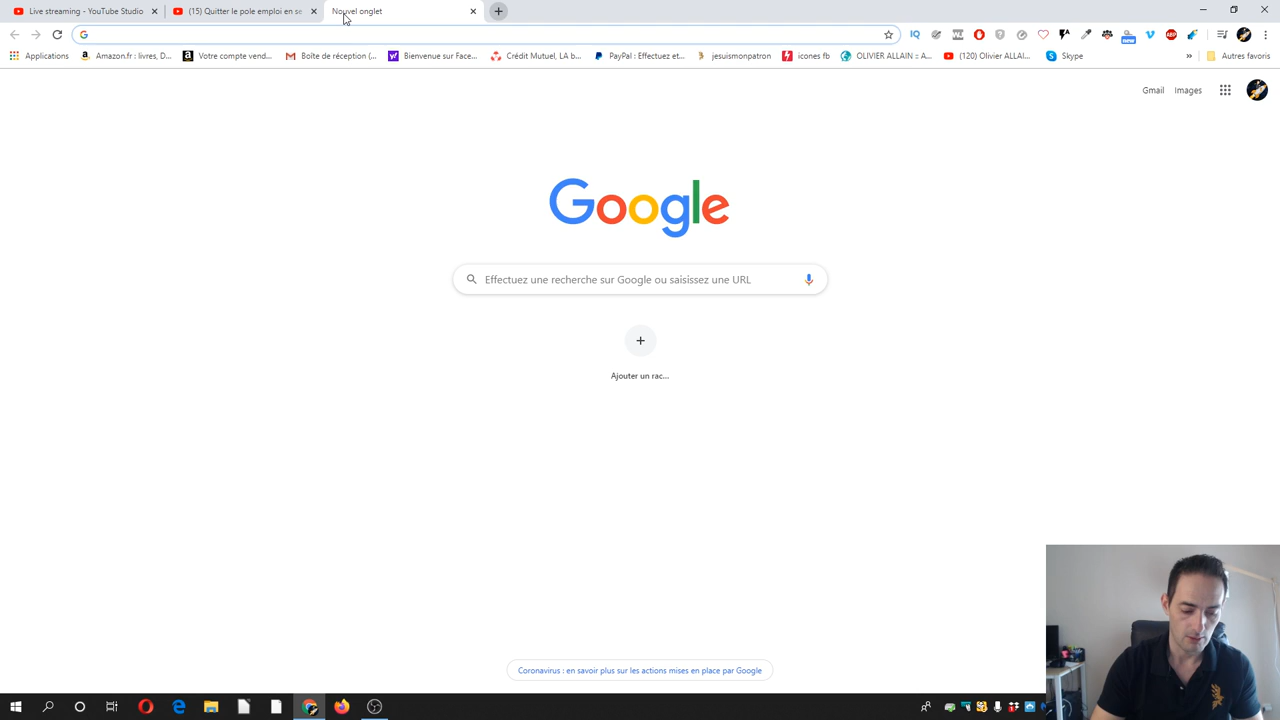 Live streaming - YouTube Studio
(15) Quitter le pole emploi en se
Nouvel onglet
Applications
Amazon.fr : livres, D...
Votre compte vend...
Boîte de réception (...
Bienvenue sur Face...
Crédit Mutuel, LA b...
PayPal : Effectuez et...
jesuismonpatron
icones fb
OLIVIER ALLAIN :: A...
(120) Olivier ALLAI...
Skype
»
Autres favoris
Gmail
Images
Google
Effectuez une recherche sur Google ou saisissez une URL
Ajouter un rac...
Coronavirus : en savoir plus sur les actions mises en place par Google